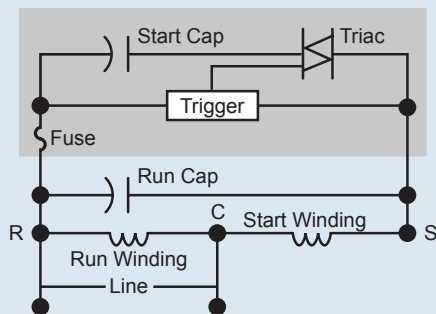 Start Cap
Triac
Trigger
Fuse
Run Cap
C
Start Winding
R
S
Run Winding
Line